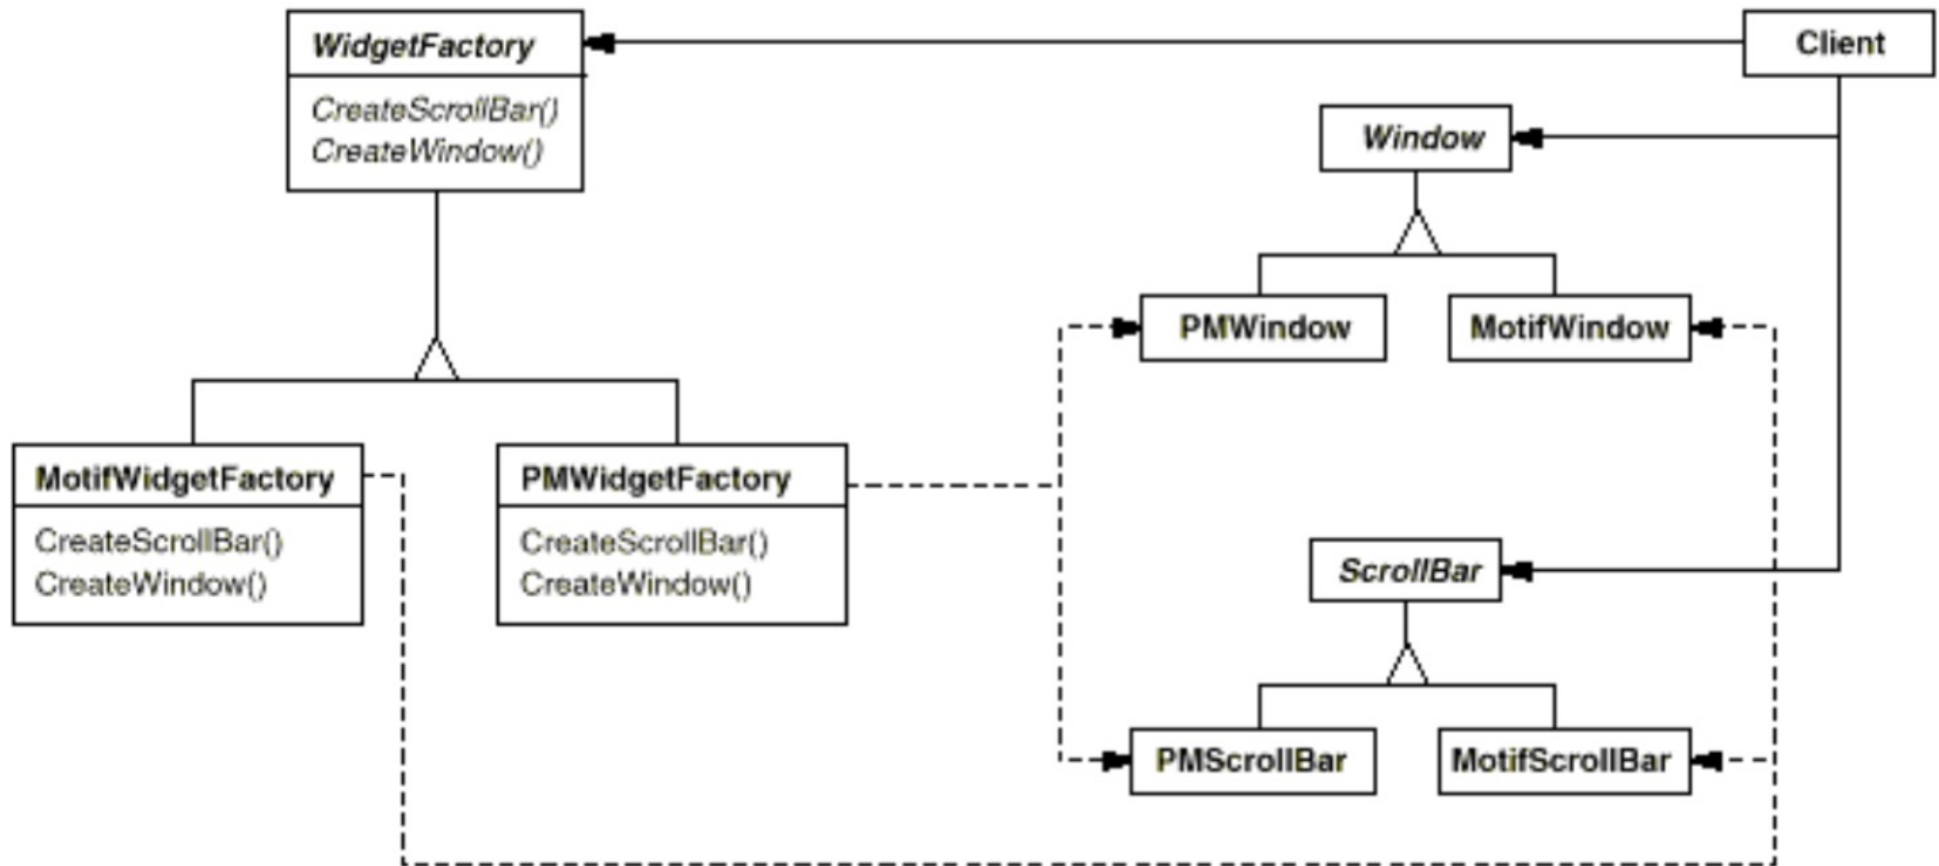 WidgetFactory
CreateScrollBar()
CreateWindow()
Client
Window
PMWindow
MotifWindow
MotifWidgetFactory
CreateScrollBar()
CreateWindow()
PMWidgetFactory
CreateScrollBar()
CreateWindow()
ScrollBar
PMScrollBar
MotifScrollBar